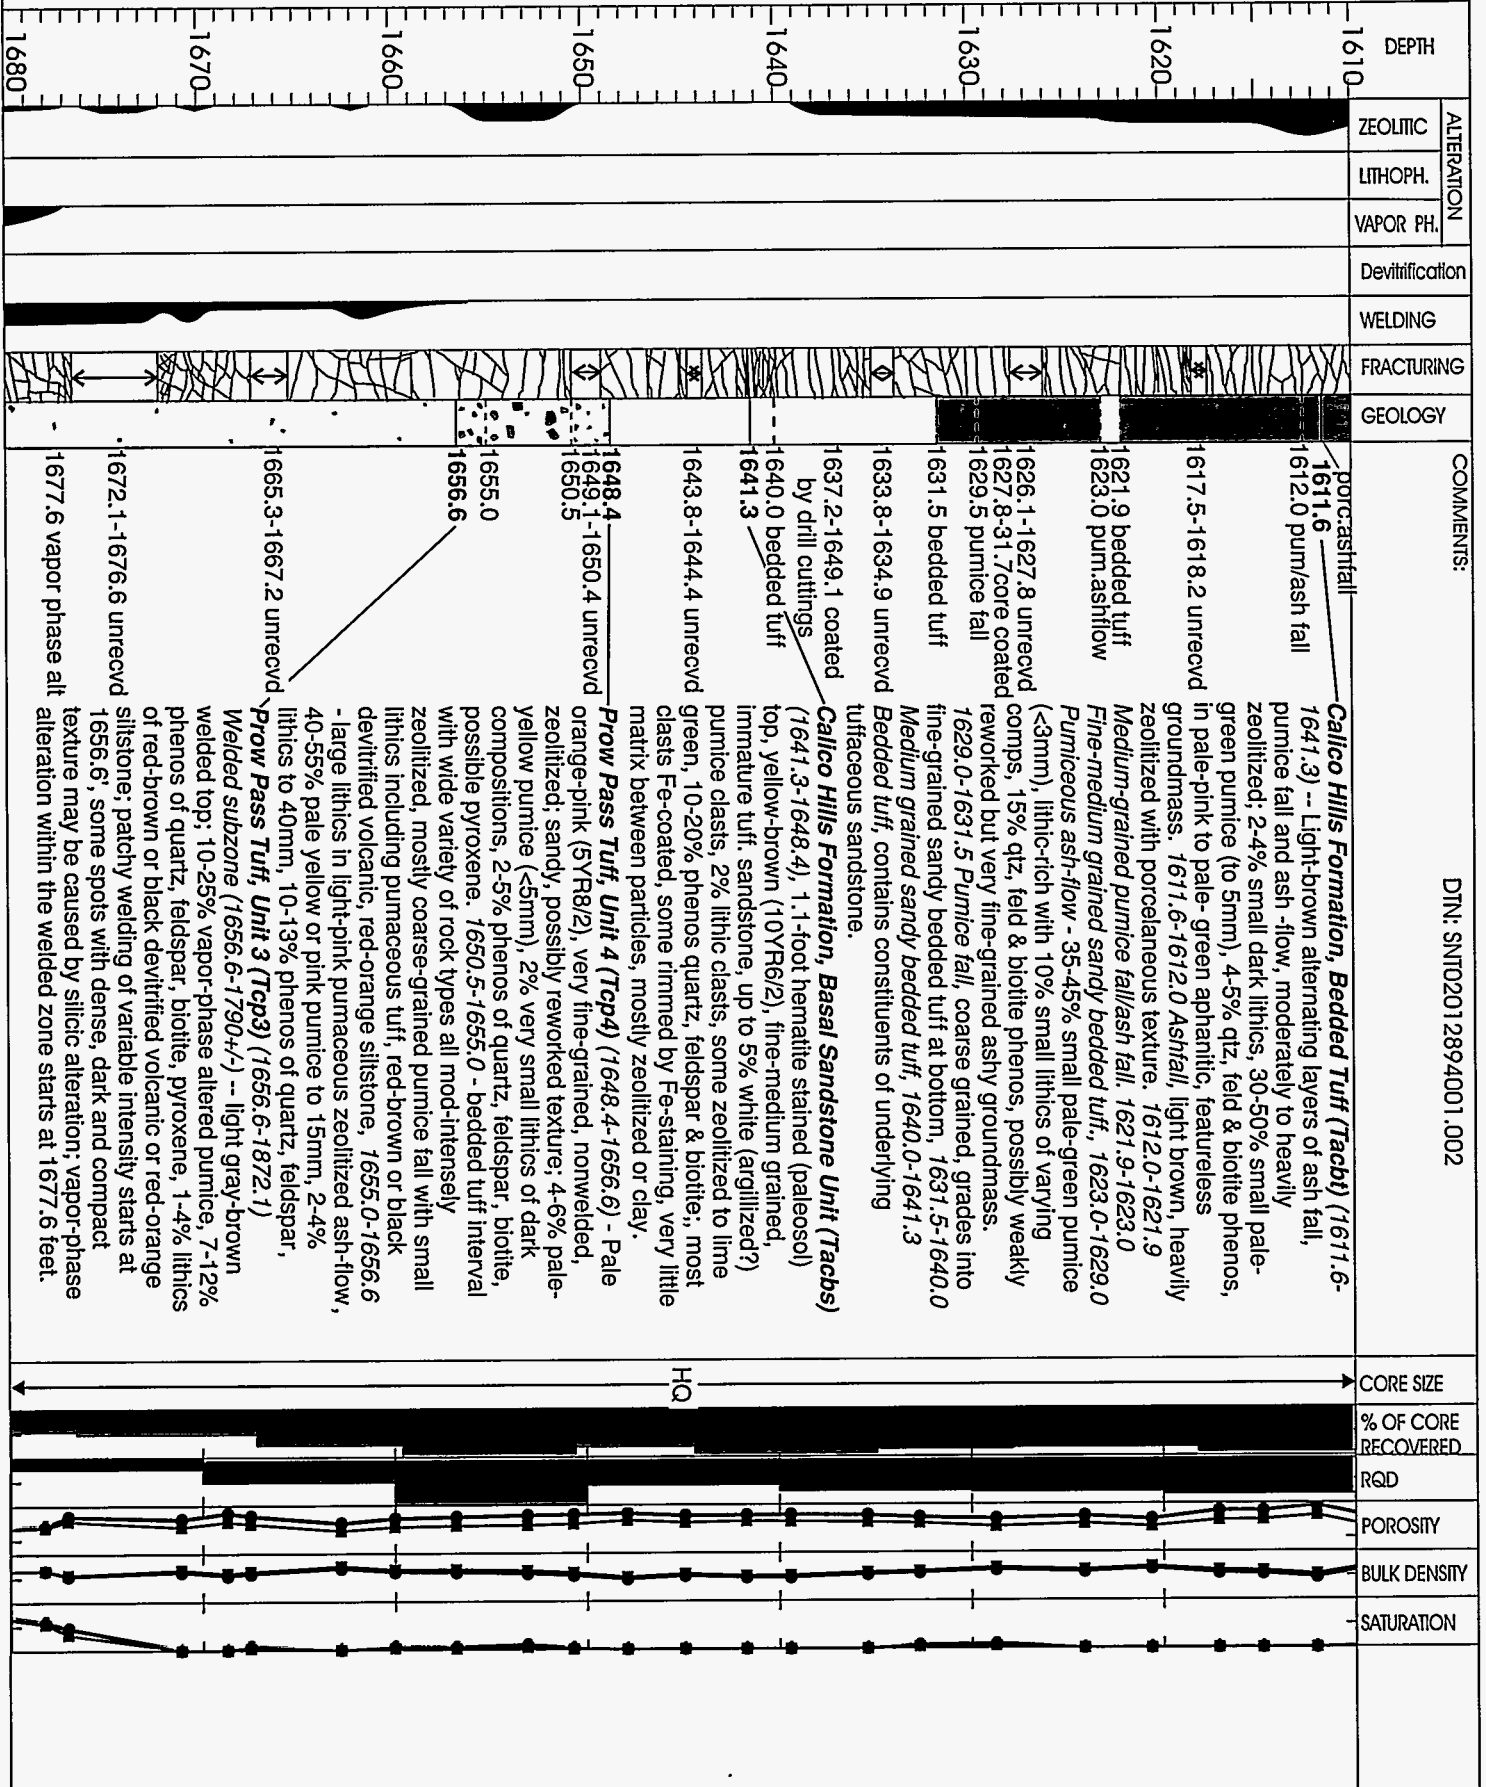 DTN: SNT02012894001.002
DEPTH
ALTERATION
ZEOLITIC
LITHOPH.
VAPOR PH.
Devitrification
WELDING
FRACTURING
GEOLOGY
COMMENTS:
CORE SIZE
% OF CORE
RECOVERED
RQD
POROSITY
BULK DENSITY
SATURATION
1610
1620
1630
1640
1650
1660
1670
1680
*
*
porc.ashfall
1611.6
1612.0 pum/ash fall
1617.5-1618.2 unrecvd
1621.9 bedded tuff
1623.0 pum.ashflow
1626.1-1627.8 unrecvd
1627.8-31.7core coated
1629.5 pumice fall
1631.5 bedded tuff
1633.8-1634.9 unrecvd
1637.2-1649.1 coated
by drill cuttings
1640.0 bedded tuff
1641.3
1643.8-1644.4 unrecvd
1648.4
1649.1-1650.4 unrecvd
1650.5
1655.0
1656.6
1665.3-1667.2 unrecvd
1672.1-1676.6 unrecvd
1677.6 vapor phase alt
Calico Hills Formation, Bedded Tuff (Tacbt) (1611.6-
1641.3) -- Light-brown alternating layers of ash fall,
pumice fall and ash -flow, moderately to heavily
zeolitized; 2-4% small dark lithics, 30-50% small pale-
green pumice (to 5mm), 4-5% qtz, feld & biotite phenos,
in pale-pink to pale- green aphanitic, featureless
groundmass. 1611.6-1612.0 Ashfall, light brown, heavily
zeolitized with porcelaneous texture. 1612.0-1621.9
Medium-grained pumice fall/ash fall. 1621.9-1623.0
Fine-medium grained sandy bedded tuff., 1623.0-1629.0
Pumiceous ash-flow - 35-45% small pale-green pumice
(<3mm), lithic-rich with 10% small lithics of varying
comps, 15% qtz, feld & biotite phenos, possibly weakly
reworked but very fine-grained ashy groundmass.
1629.0-1631.5 Pumice fall, coarse grained, grades into
fine-grained sandy bedded tuff at bottom, 1631.5-1640.0
Medium grained sandy bedded tuff, 1640.0-1641.3
Bedded tuff, contains constituents of underlying
tuffaceous sandstone.
Calico Hills Formation, Basal Sandstone Unit (Tacbs)
(1641.3-1648.4), 1.1-foot hematite stained (paleosol)
top, yellow-brown (10YR6/2), fine-medium grained,
immature tuff. sandstone, up to 5% white (argillized?)
pumice clasts, 2% lithic clasts, some zeolitized to lime
green, 10-20% phenos quartz, feldspar & biotite;, most
clasts Fe-coated, some rimmed by Fe-staining, very little
matrix between particles, mostly zeolitized or clay.
Prow Pass Tuff, Unit 4 (Tcp4) (1648.4-1656.6) - Pale
orange-pink (5YR8/2), very fine-grained, nonwelded,
zeolitized; sandy, possibly reworked texture; 4-6% pale-
yellow pumice (<5mm), 2% very small lithics of dark
compositions, 2-5% phenos of quartz, feldspar, biotite,
possible pyroxene. 1650.5-1655.0 - bedded tuff interval
with wide variety of rock types all mod-intensely
zeolitized, mostly coarse-grained pumice fall with small
lithics including pumaceous tuff, red-brown or black
devitrified volcanic, red-orange siltstone, 1655.0-1656.6
- large lithics in light-pink pumaceous zeolitized ash-flow,
40-55% pale yellow or pink pumice to 15mm, 2-4%
lithics to 40mm, 10-13% phenos of quartz, feldspar,
Prow Pass Tuff, Unit 3 (Tcp3) (1656.6-1872.1)
Welded subzone (1656.6-1790+/-) -- light gray-brown
welded top; 10-25% vapor-phase altered pumice, 7-12%
phenos of quartz, feldspar, biotite, pyroxene, 1-4% lithics
of red-brown or black devitrified volcanic or red-orange
siltstone; patchy welding of variable intensity starts at
1656.6', some spots with dense, dark and compact
texture may be caused by silicic alteration; vapor-phase
alteration within the welded zone starts at 1677.6 feet.
HQ